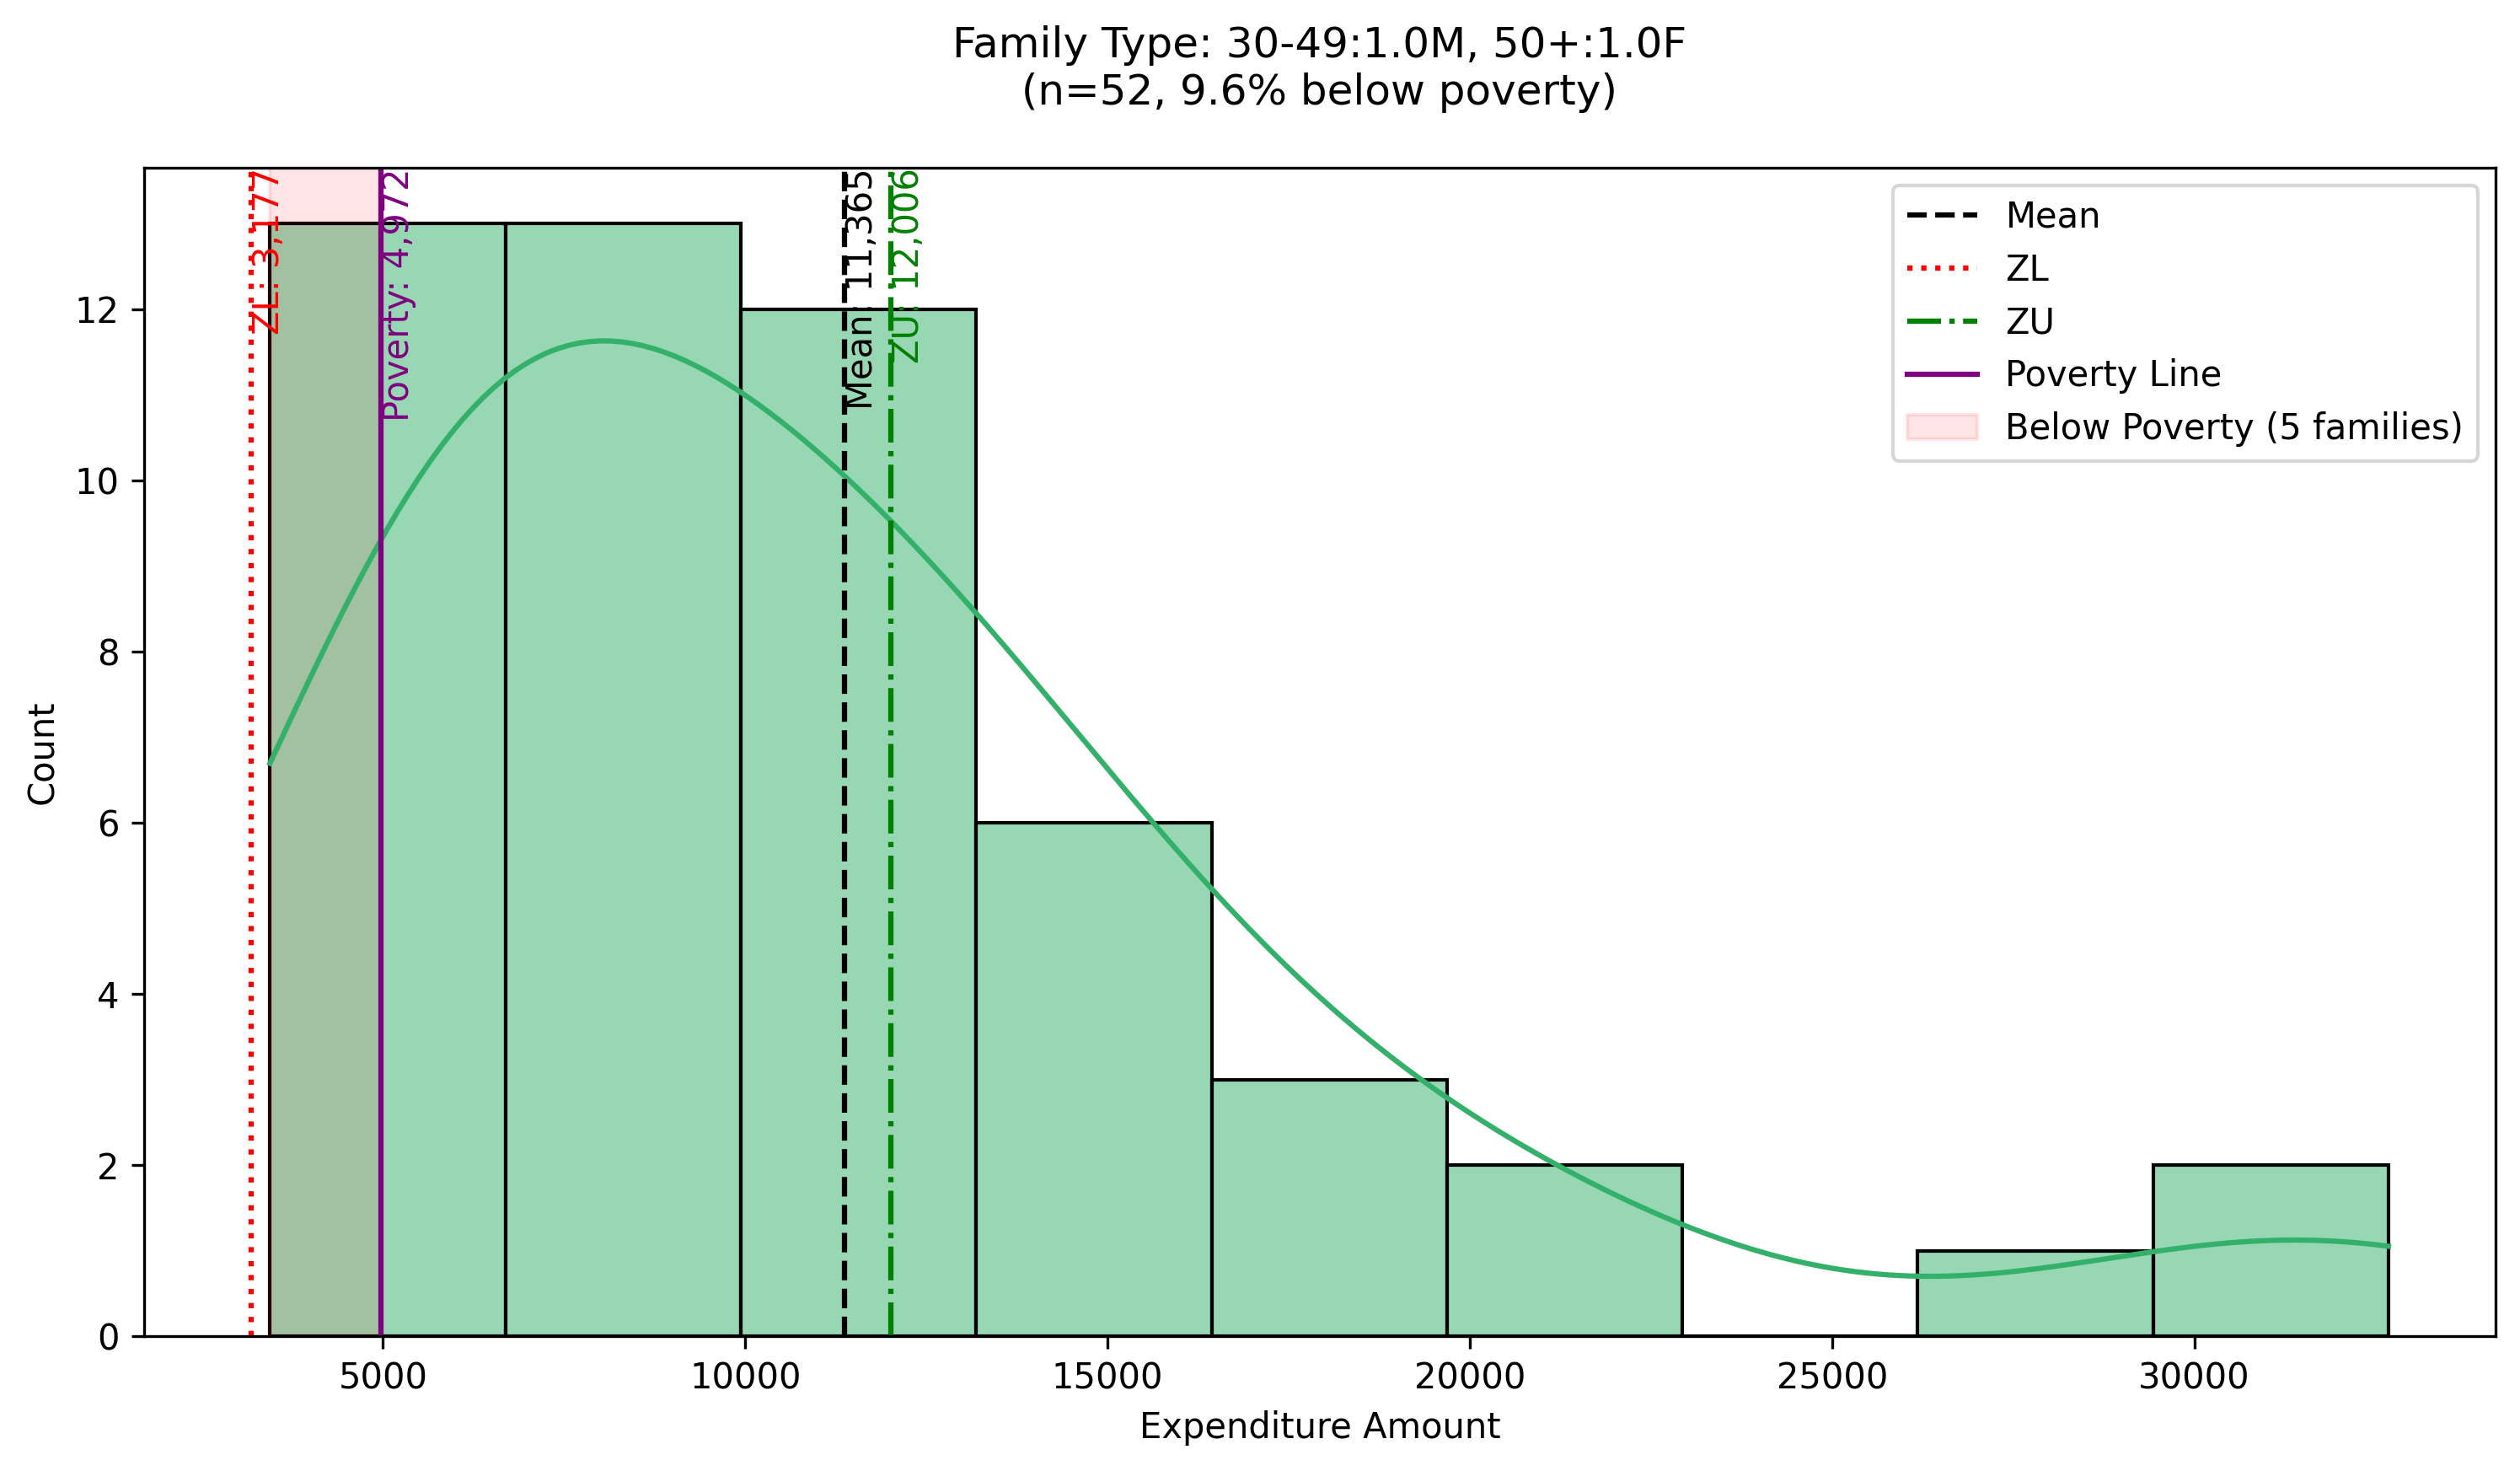 Family Type: 30-49:1.0M, 50+:1.0F
(n=52, 9.6% below poverty)
ZL: 3,177
Poverty: 4,972
Mean: 11,365
ZU: 12,006
Mean
ZL
ZU
Poverty Line
Below Poverty (5 families)
Count
12
10
8
6
4
2
0
5000
10000
15000
20000
25000
30000
Expenditure Amount